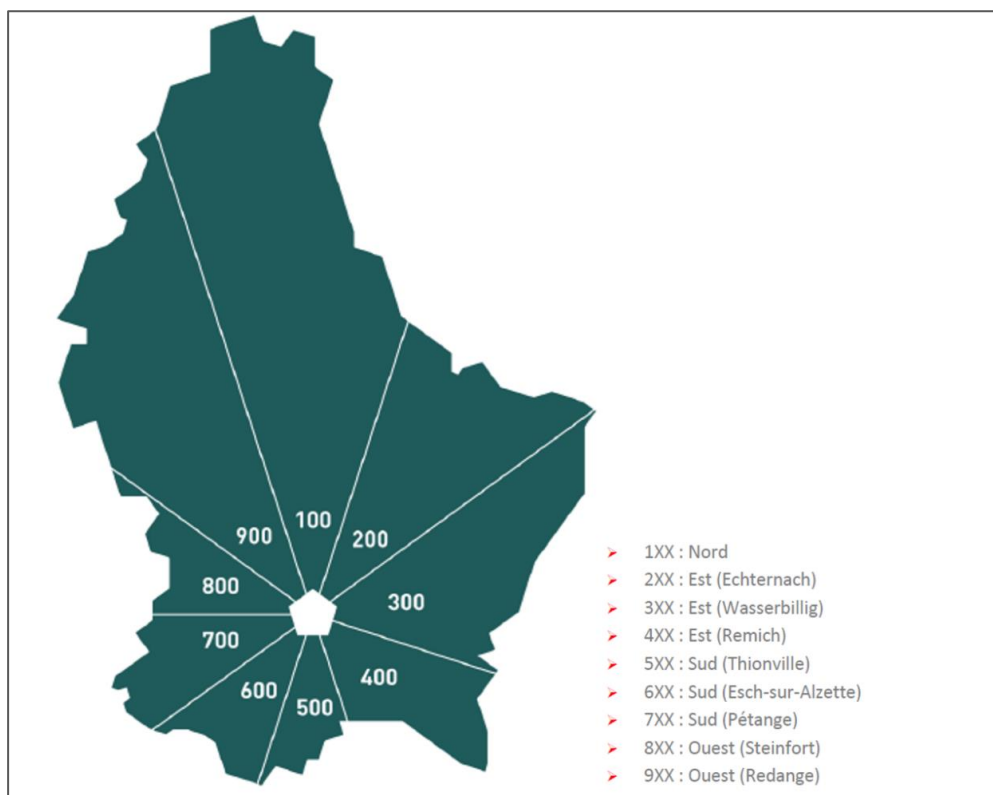 100
200
900
800
300
700
400
600
500
➢ 1XX : Nord
➢ 2XX : Est (Echternach)
➢ 3XX : Est (Wasserbillig)
➢ 4XX : Est (Remich)
➢ 5XX : Sud (Thionville)
➢ 6XX : Sud (Esch-sur-Alzette)
➢ 7XX : Sud (Pétange)
➢ 8XX : Ouest (Steinfort)
➢ 9XX : Ouest (Redange)